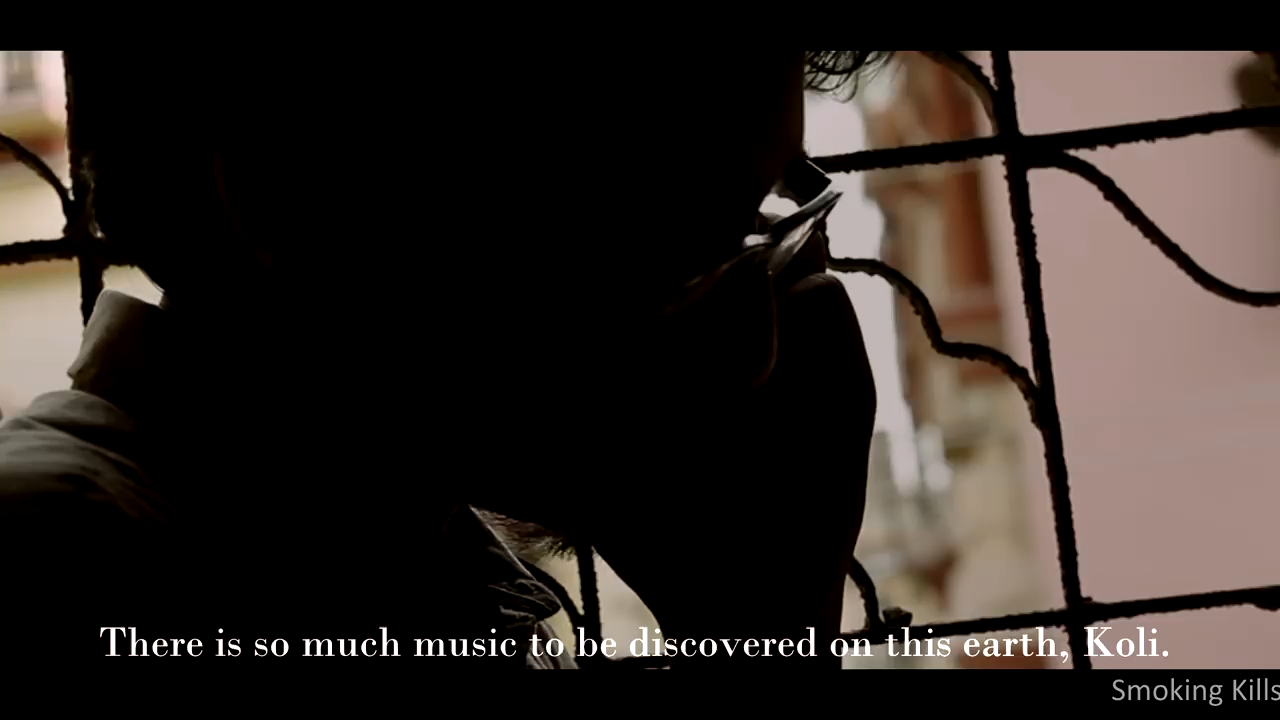 There is so much music to be discovered on this earth, Koli.
Smoking Kills